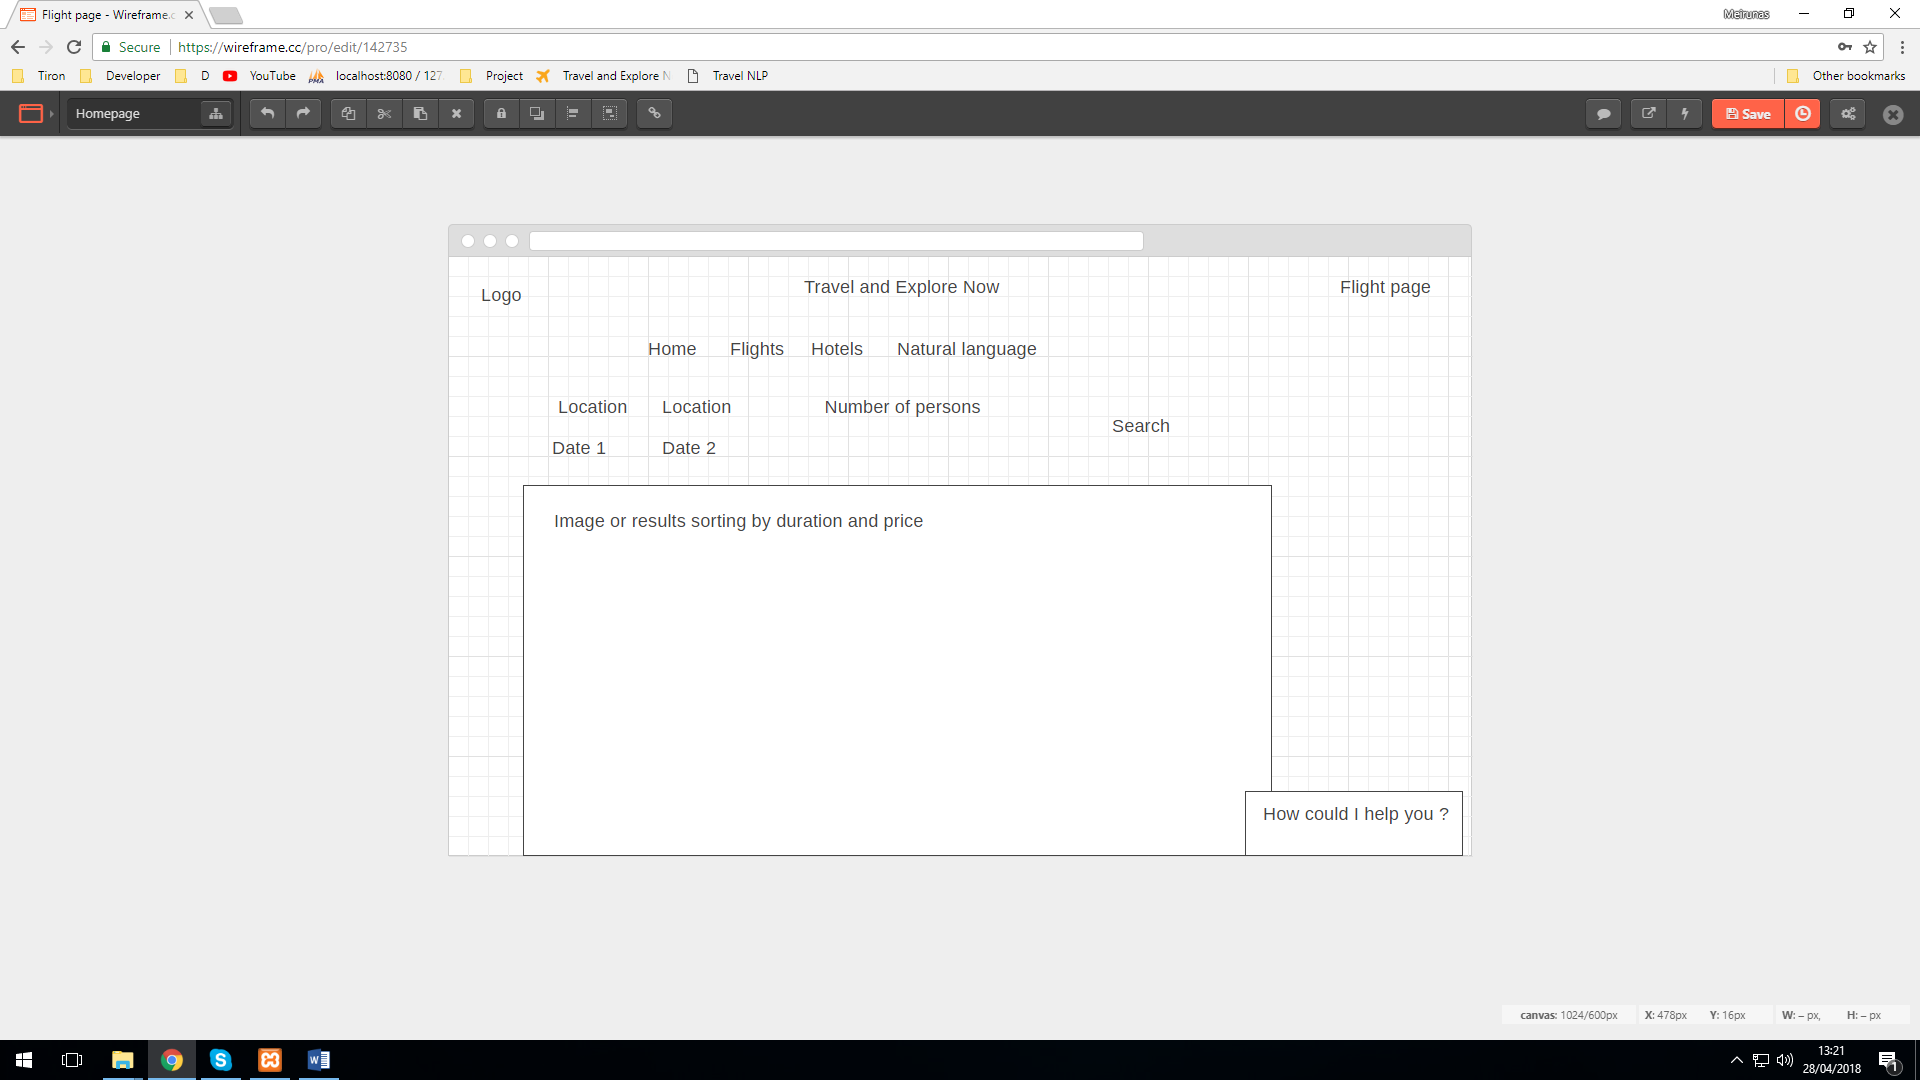 Flight page - Wireframe.c
Meirunas
Secure
https://wireframe.cc/pro/edit/142735
Tiron
Developer
D
YouTube
localhost:8080 / 127.
Project
Travel and Explore N
Travel NLP
Other bookmarks
Homepage
Save
Logo
Travel and Explore Now
Flight page
Home
Flights
Hotels
Natural language
Location
Location
Number of persons
Search
Date 1
Date 2
Image or results sorting by duration and price
How could I help you ?
canvas: 1024/600px
X: 478px
Y: 16px
W: – px,
H: – px
13:21
28/04/2018
1